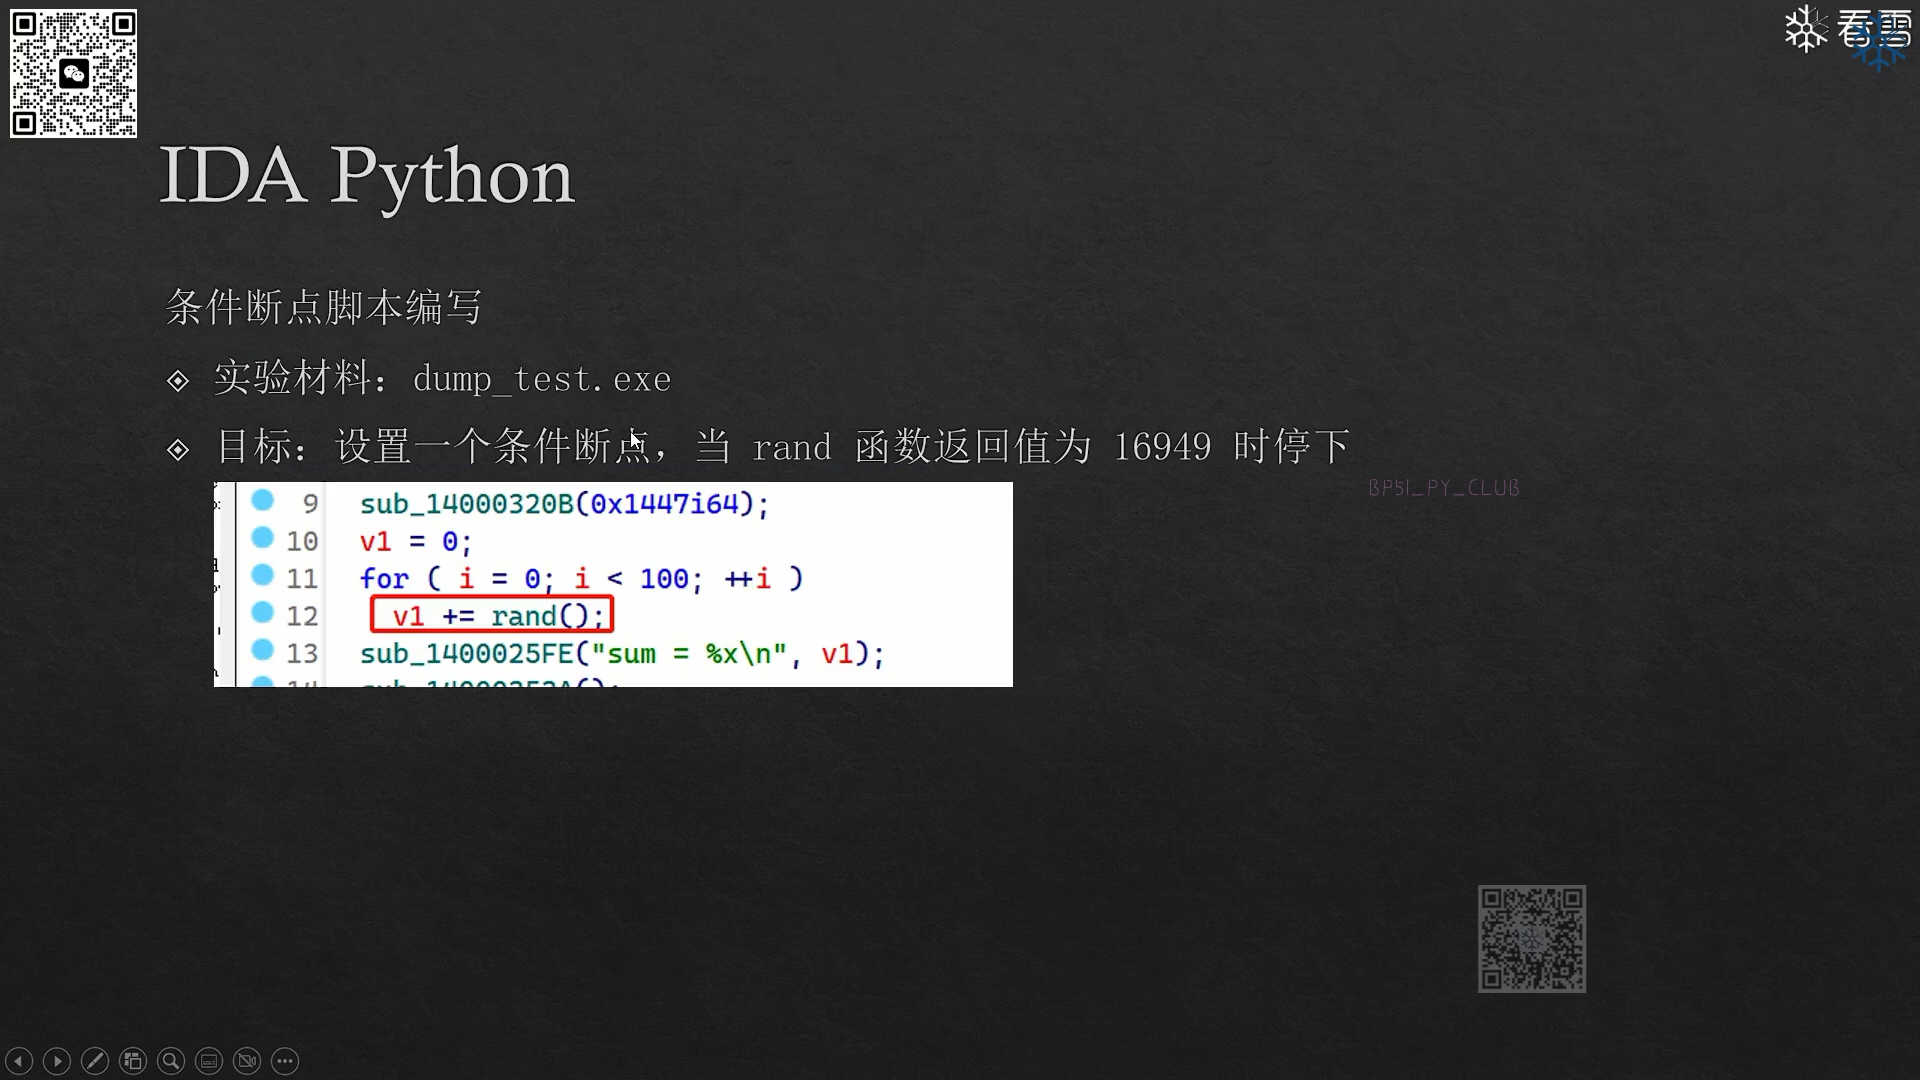 看雪
IDA Python
条件断点脚本编写
实验材料：dump_test.exe
目标：设置一个条件断点，当 rand 函数返回值为 16949 时停下
BP5I_PY_CLUB
9 sub_14000320B(0x1447i64);
10 v1 = 0;
11 for ( i = 0; i < 100; ++i )
12 v1 += rand();
13 sub_1400025FE("sum = %x\n", v1);